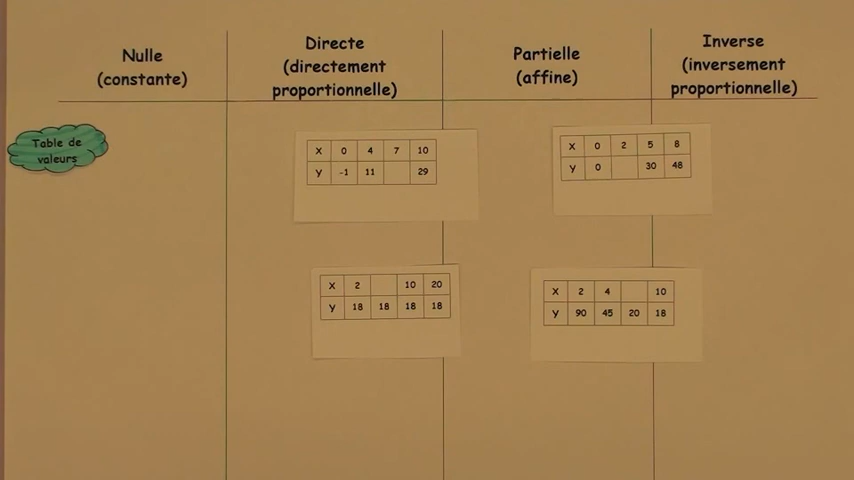 Nulle
(constante)
Directe
(directement
proportionnelle)
Partielle
(affine)
Inverse
(inversement
proportionnelle)
Table de
valeurs
X 0 4 7 10
Y -1 11 29
X 0 2 5 8
Y 0 30 48
X 2 10 20
Y 18 18 18 18
X 2 4 10
Y 90 45 20 18